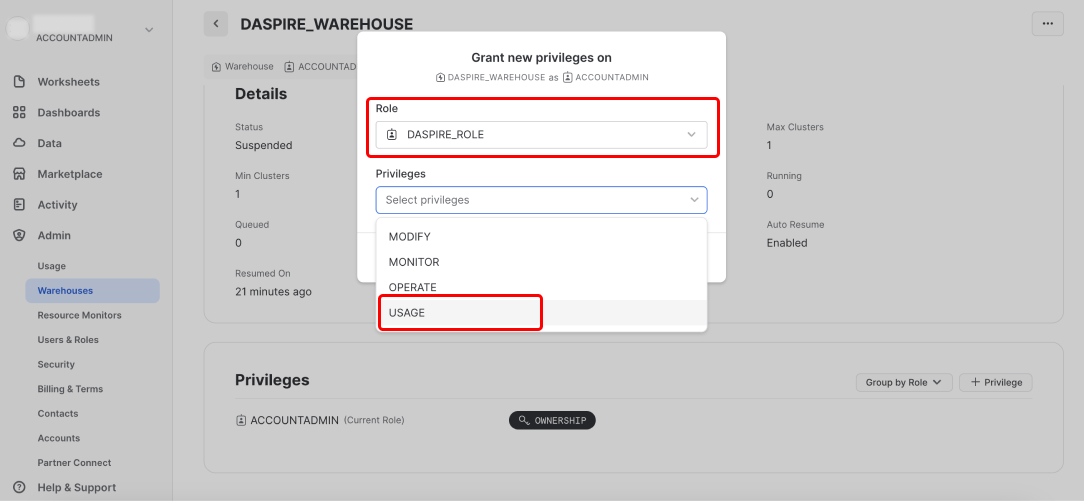 ACCOUNTADMIN
Worksheets
Dashboards
Data
Marketplace
Activity
Admin
Usage
Warehouses
Resource Monitors
Users & Roles
Security
Billing & Terms
Contacts
Accounts
Partner Connect
Help & Support
DASPIRE_WAREHOUSE
Warehouse ACCOUNTAD
Details
Status
Suspended
Max Clusters
1
Min Clusters
1
Running
0
Queued
0
Auto Resume
Enabled
Resumed On
21 minutes ago
Grant new privileges on
DASPIRE_WAREHOUSE as ACCOUNTADMIN
Role
DASPIRE_ROLE
Privileges
Select privileges
MODIFY
MONITOR
OPERATE
USAGE
Privileges
Group by Role
+ Privilege
ACCOUNTADMIN (Current Role)
OWNERSHIP